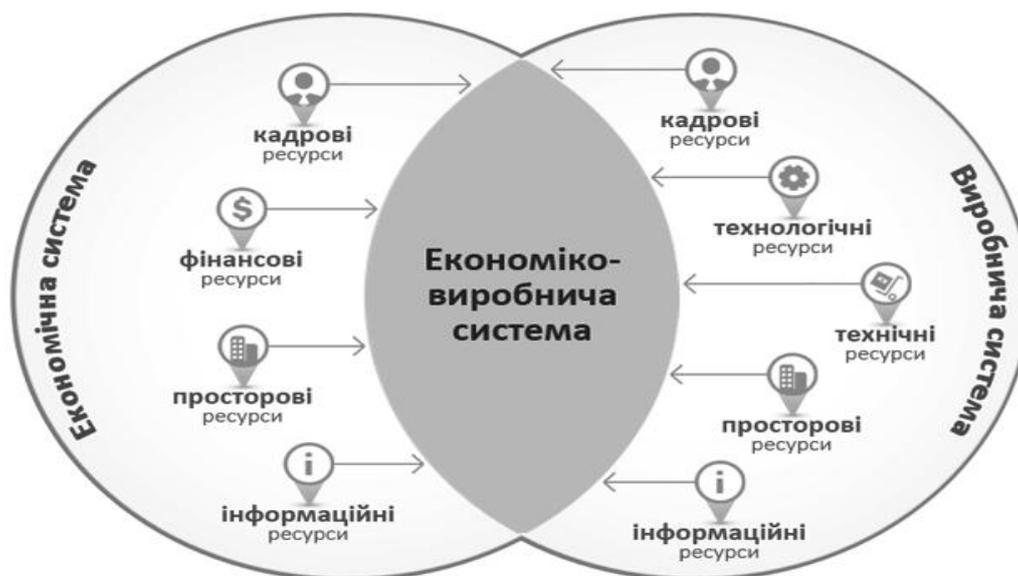 Економічна система
кадрові
ресурси
фінансові
ресурси
просторові
ресурси
інформаційні
ресурси
Економіко-
виробнича
система
кадрові
ресурси
технологічні
ресурси
технічні
ресурси
просторові
ресурси
інформаційні
ресурси
Виробнича система